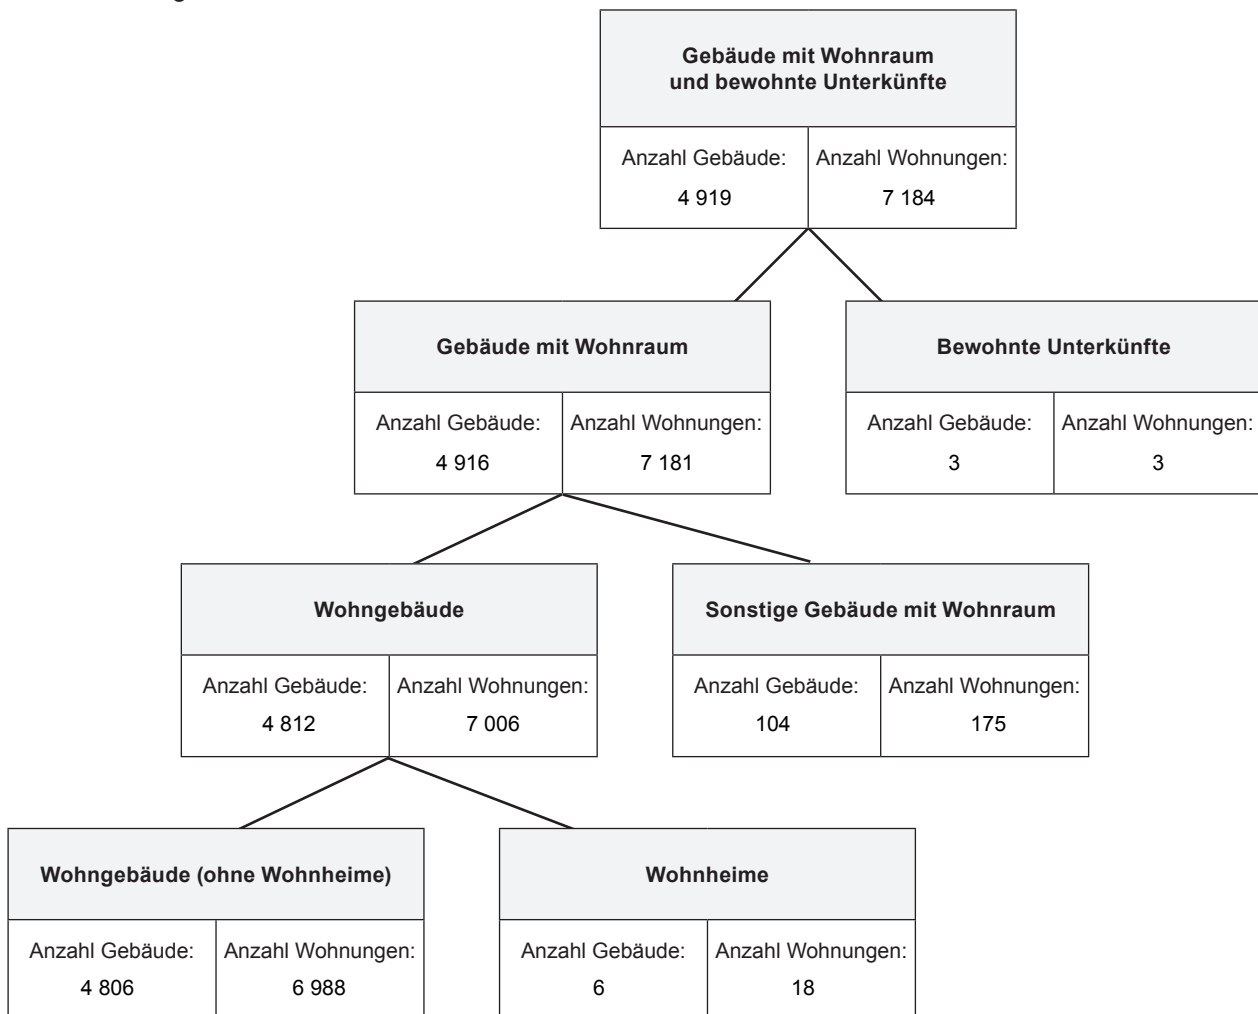 Gebäude mit Wohnraum
und bewohnte Unterkünfte
Anzahl Gebäude: Anzahl Wohnungen:
4 919 7 184
Gebäude mit Wohnraum
Anzahl Gebäude: Anzahl Wohnungen:
4 916 7 181
Bewohnte Unterkünfte
Anzahl Gebäude: Anzahl Wohnungen:
3 3
Wohngebäude
Anzahl Gebäude: Anzahl Wohnungen:
4 812 7 006
Sonstige Gebäude mit Wohnraum
Anzahl Gebäude: Anzahl Wohnungen:
104 175
Wohngebäude (ohne Wohnheime)
Anzahl Gebäude: Anzahl Wohnungen:
4 806 6 988
Wohnheime
Anzahl Gebäude: Anzahl Wohnungen:
6 18